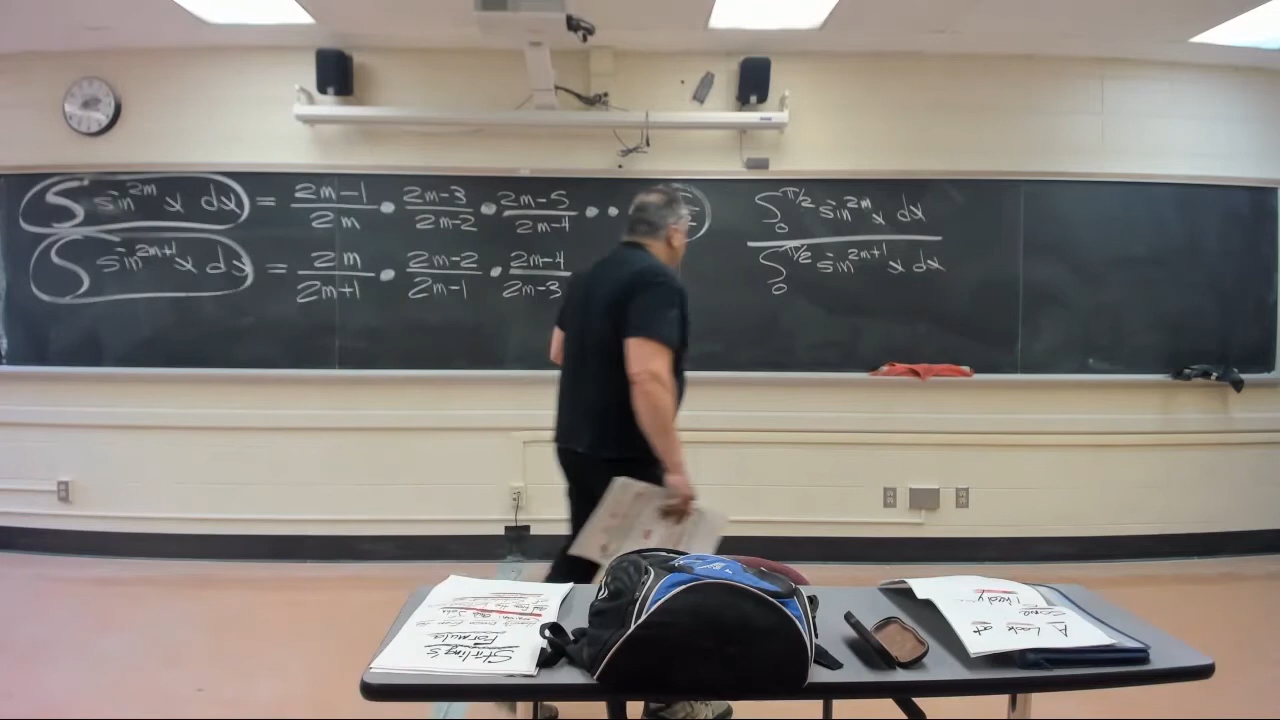 ∫ sin^2m x dx = 2m-1/2m • 2m-3/2m-2 • 2m-5/2m-4 • •
∫ sin^2m+1 x dx = 2m/2m+1 • 2m-2/2m-1 • 2m-4/2m-3
∫_0^π/2 sin^2m x dx
∫_0^π/2 sin^2m+1 x dx
Stirling's
Formula
A Look at
Some